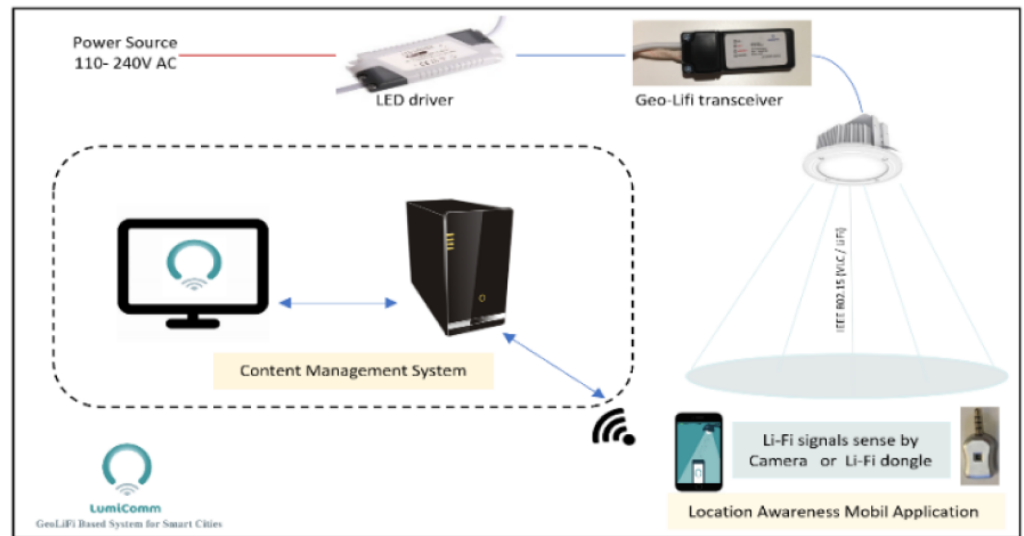 Power Source
110- 240V AC
LED driver
Geo-Lifi transceiver
IEEE 802.15 (VLC / LiFi)
Content Management System
Li-Fi signals sense by
Camera or Li-Fi dongle
Location Awareness Mobil Application
LumiComm
GeoLiFi Based System for Smart Cities